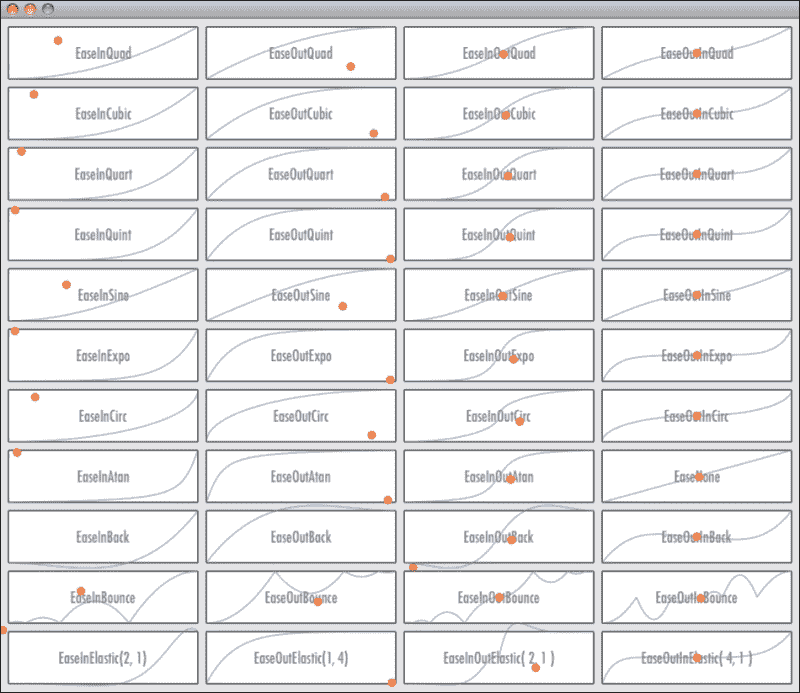 EaseInQuad
EaseOutQuad
EaseInOutQuad
EaseOutInQuad
EaseInCubic
EaseOutCubic
EaseInOutCubic
EaseOutInCubic
EaseInQuart
EaseOutQuart
EaseInOutQuart
EaseOutInQuart
EaseInQuint
EaseOutQuint
EaseInOutQuint
EaseOutInQuint
EaseInSine
EaseOutSine
EaseInOutSine
EaseOutInSine
EaseInExpo
EaseOutExpo
EaseInOutExpo
EaseOutInExpo
EaseInCirc
EaseOutCirc
EaseInOutCirc
EaseOutInCirc
EaseInAtan
EaseOutAtan
EaseInOutAtan
EaseNone
EaseInBack
EaseOutBack
EaseInOutBack
EaseOutInBack
EaseInBounce
EaseOutBounce
EaseInOutBounce
EaseOutInBounce
EaseInElastic(2, 1)
EaseOutElastic(1, 4)
EaseInOutElastic( 2, 1 )
EaseOutInElastic( 4, 1 )